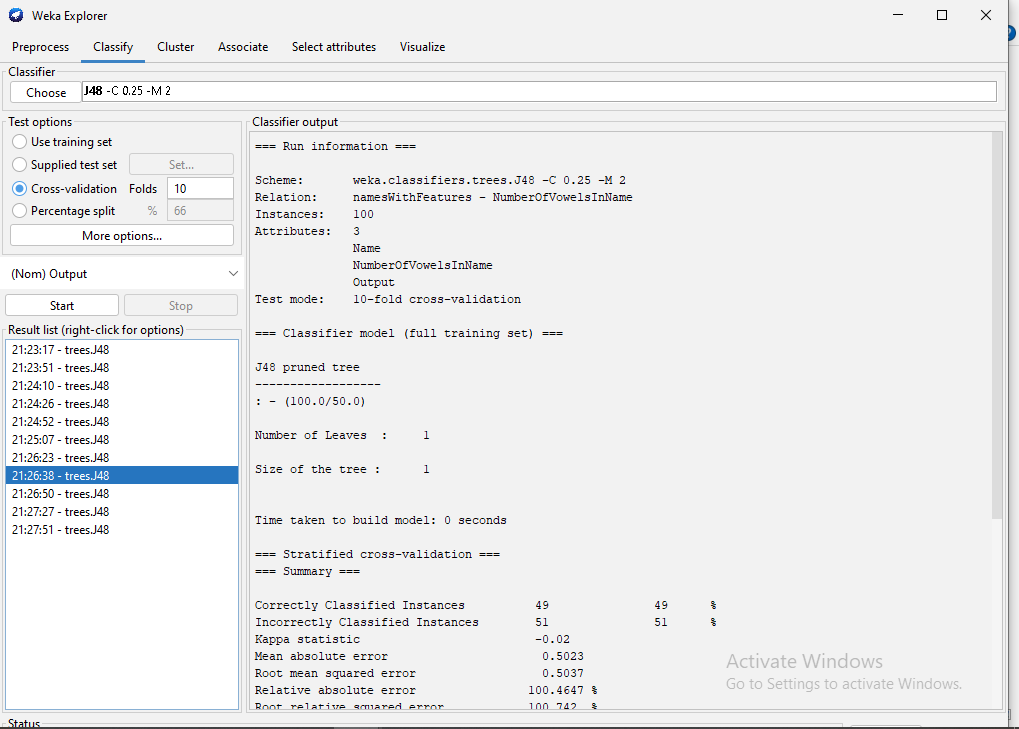 Weka Explorer
Preprocess Classify Cluster Associate Select attributes Visualize
Classifier
Choose J48 -C 0.25 -M 2
Test options
Use training set
Supplied test set Set...
Cross-validation Folds 10
Percentage split % 66
More options...
(Nom) Output
Start Stop
Result list (right-click for options)
21:23:17 - trees.J48
21:23:51 - trees.J48
21:24:10 - trees.J48
21:24:26 - trees.J48
21:24:52 - trees.J48
21:25:07 - trees.J48
21:26:23 - trees.J48
21:26:38 - trees.J48
21:26:50 - trees.J48
21:27:27 - trees.J48
21:27:51 - trees.J48
Classifier output
=== Run information ===
Scheme: weka.classifiers.trees.J48 -C 0.25 -M 2
Relation: namesWithFeatures - NumberOfVowelsInName
Instances: 100
Attributes: 3
Name
NumberOfVowelsInName
Output
Test mode: 10-fold cross-validation
=== Classifier model (full training set) ===
J48 pruned tree
------------------
: - (100.0/50.0)
Number of Leaves : 1
Size of the tree : 1
Time taken to build model: 0 seconds
=== Stratified cross-validation ===
=== Summary ===
Correctly Classified Instances 49 49 %
Incorrectly Classified Instances 51 51 %
Kappa statistic -0.02
Mean absolute error 0.5023
Root mean squared error 0.5037
Relative absolute error 100.4647 %
Root relative squared error 100.742 %
Activate Windows
Go to Settings to activate Windows.
Status